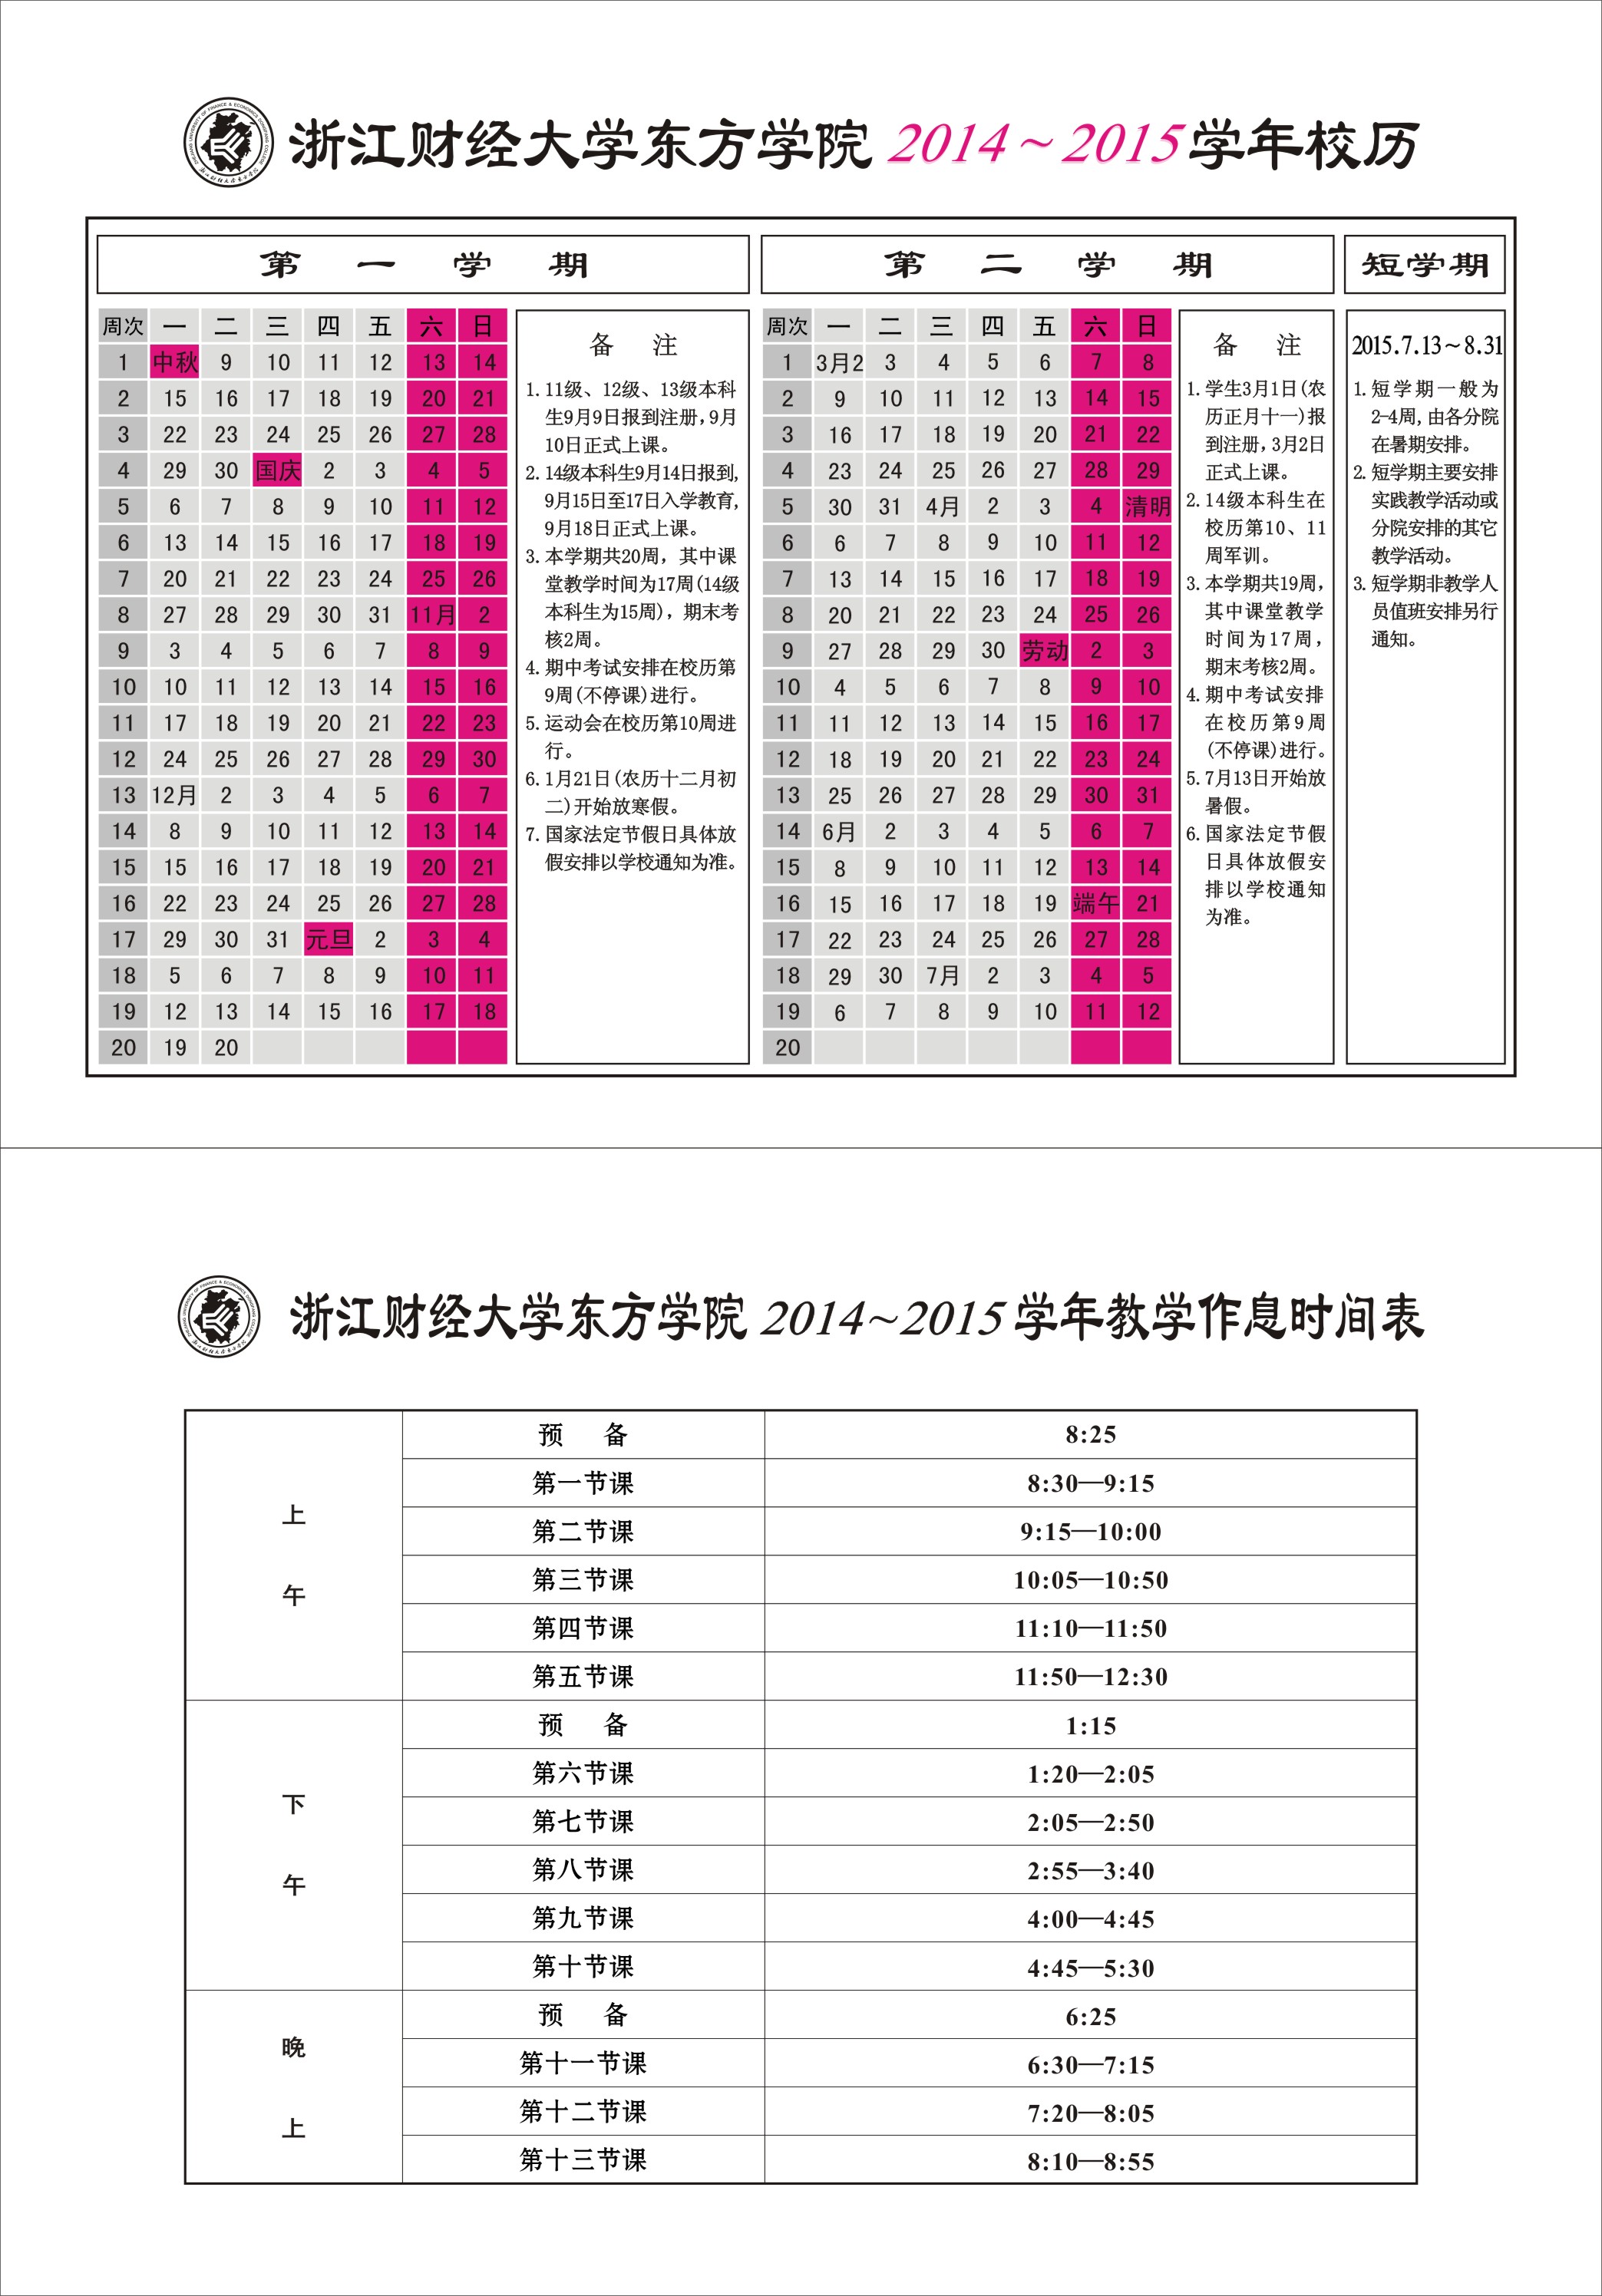 浙江财经大学东方学院 2014～2015学年校历
第一学期
周次 一 二 三 四 五 六 日
1 中秋 9 10 11 12 13 14
2 15 16 17 18 19 20 21
3 22 23 24 25 26 27 28
4 29 30 国庆 2 3 4 5
5 6 7 8 9 10 11 12
6 13 14 15 16 17 18 19
7 20 21 22 23 24 25 26
8 27 28 29 30 31 11月 2
9 3 4 5 6 7 8 9
10 10 11 12 13 14 15 16
11 17 18 19 20 21 22 23
12 24 25 26 27 28 29 30
13 12月 2 3 4 5 6 7
14 8 9 10 11 12 13 14
15 15 16 17 18 19 20 21
16 22 23 24 25 26 27 28
17 29 30 31 元旦 2 3 4
18 5 6 7 8 9 10 11
19 12 13 14 15 16 17 18
20 19 20
备 注
1. 11级、12级、13级本科
生9月9日报到注册，9月
10日正式上课。
2. 14级本科生9月14日报到，
9月15日至17日入学教育，
9月18日正式上课。
3. 本学期共20周，其中课
堂教学时间为17周(14级
本科生为15周)，期末考
核2周。
4. 期中考试安排在校历第
9周(不停课)进行。
5. 运动会在校历第10周进
行。
6. 1月21日(农历十二月初
二)开始放寒假。
7. 国家法定节假日具体放
假安排以学校通知为准。
第二学期
周次 一 二 三 四 五 六 日
1 3月2 3 4 5 6 7 8
2 9 10 11 12 13 14 15
3 16 17 18 19 20 21 22
4 23 24 25 26 27 28 29
5 30 31 4月 2 3 4 清明
6 6 7 8 9 10 11 12
7 13 14 15 16 17 18 19
8 20 21 22 23 24 25 26
9 27 28 29 30 劳动 2 3
10 4 5 6 7 8 9 10
11 11 12 13 14 15 16 17
12 18 19 20 21 22 23 24
13 25 26 27 28 29 30 31
14 6月 2 3 4 5 6 7
15 8 9 10 11 12 13 14
16 15 16 17 18 19 端午 21
17 22 23 24 25 26 27 28
18 29 30 7月 2 3 4 5
19 6 7 8 9 10 11 12
20
备 注
1. 学生3月1日(农
历正月十一)报
到注册，3月2日
正式上课。
2. 14级本科生在
校历第10、11
周军训。
3. 本学期共19周，
其中课堂教学
时间为17周，
期末考核2周。
4. 期中考试安排
在校历第9周
(不停课)进行。
5. 7月13日开始放
暑假。
6. 国家法定节假
日具体放假安
排以学校通知
为准。
短学期
2015.7.13～8.31
1. 短学期一般为
2-4周，由各分院
在暑期安排。
2. 短学期主要安排
实践教学活动或
分院安排的其它
教学活动。
3. 短学期非教学人
员值班安排另行
通知。
浙江财经大学东方学院 2014~2015 学年教学作息时间表
上午
预 备 8:25
第一节课 8:30—9:15
第二节课 9:15—10:00
第三节课 10:05—10:50
第四节课 11:10—11:50
第五节课 11:50—12:30
下午
预 备 1:15
第六节课 1:20—2:05
第七节课 2:05—2:50
第八节课 2:55—3:40
第九节课 4:00—4:45
第十节课 4:45—5:30
晚上
预 备 6:25
第十一节课 6:30—7:15
第十二节课 7:20—8:05
第十三节课 8:10—8:55